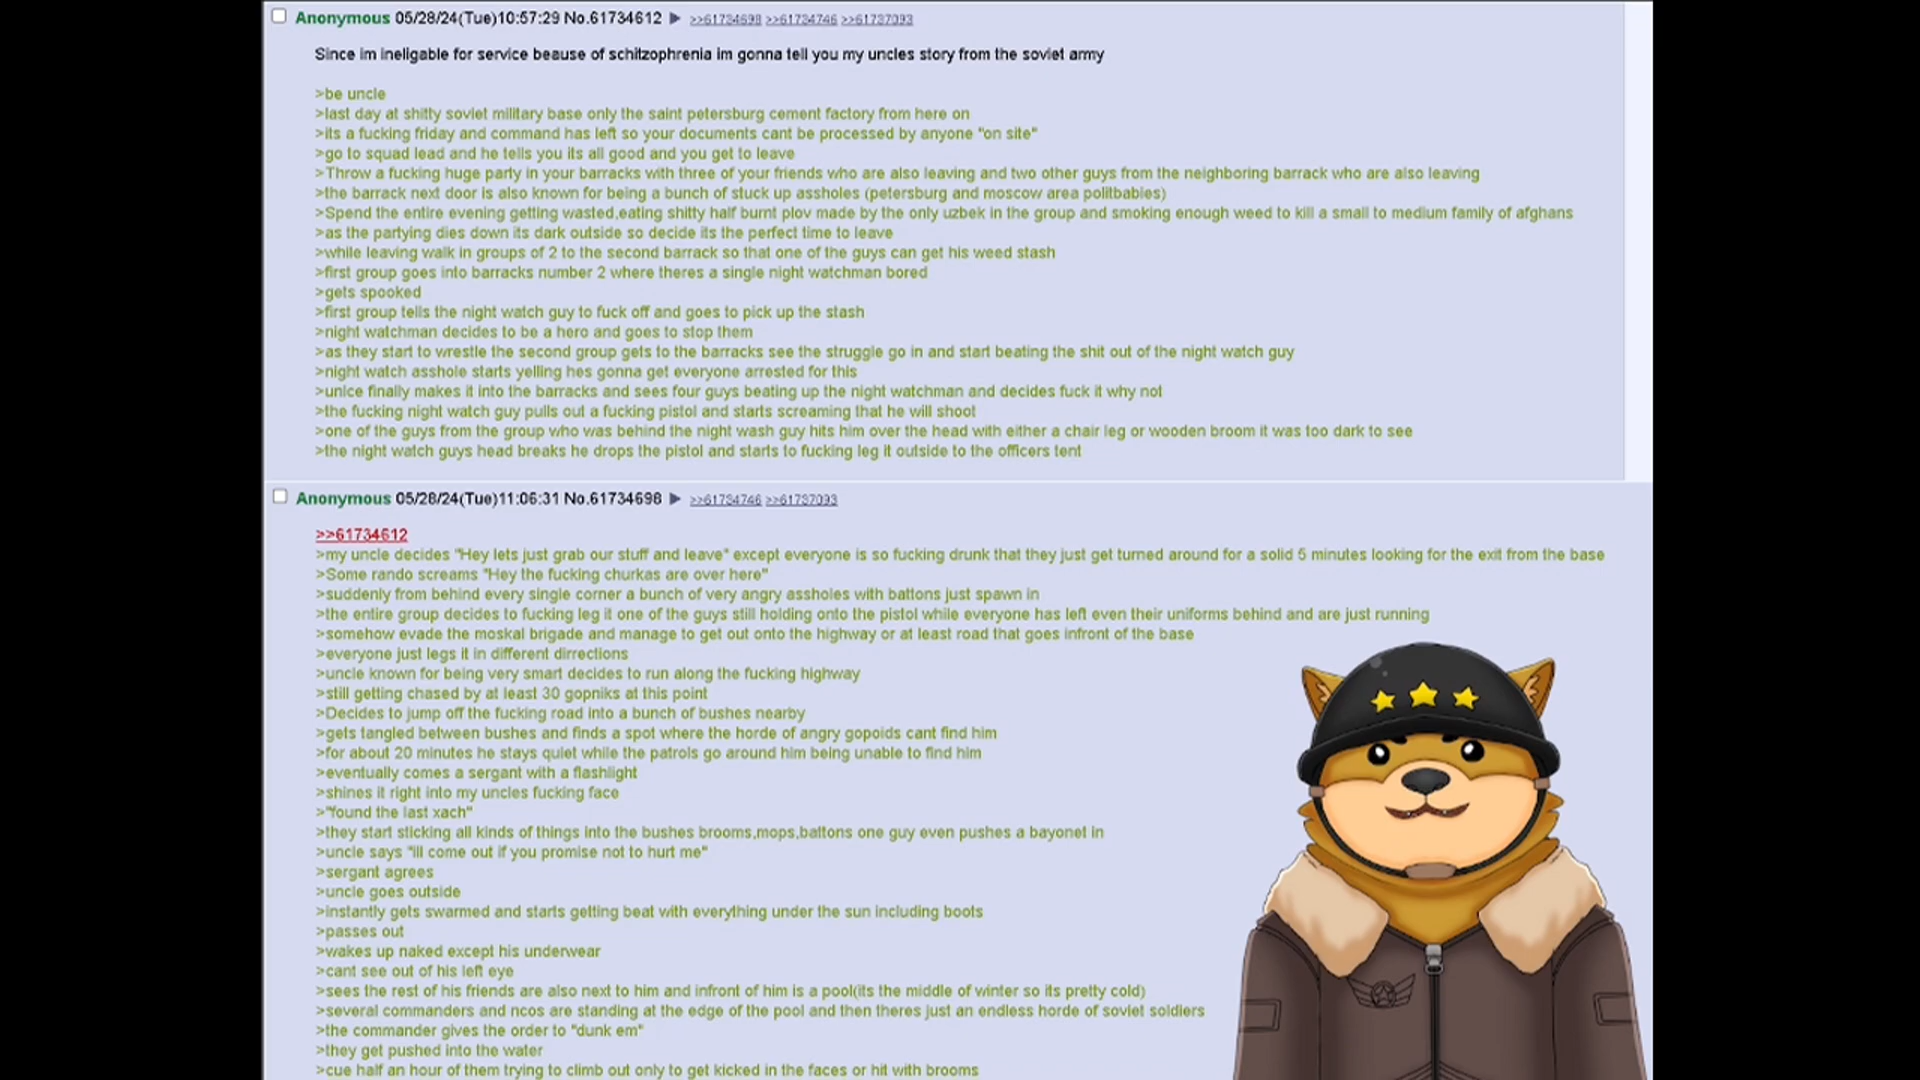 Anonymous 05/28/24(Tue)10:57:29 No.61734612 ▶ >>61734698 >>61734746 >>61737093
Since im ineligable for service beause of schitzophrenia im gonna tell you my uncles story from the soviet army
>be uncle
>last day at shitty soviet military base only the saint petersburg cement factory from here on
>its a fucking friday and command has left so your documents cant be processed by anyone "on site"
>go to squad lead and he tells you its all good and you get to leave
>Throw a fucking huge party in your barracks with three of your friends who are also leaving and two other guys from the neighboring barrack who are also leaving
>the barrack next door is also known for being a bunch of stuck up assholes (petersburg and moscow area politbabies)
>Spend the entire evening getting wasted,eating shitty half burnt plov made by the only uzbek in the group and smoking enough weed to kill a small to medium family of afghans
>as the partying dies down its dark outside so decide its the perfect time to leave
>while leaving walk in groups of 2 to the second barrack so that one of the guys can get his weed stash
>first group goes into barracks number 2 where theres a single night watchman bored
>gets spooked
>first group tells the night watch guy to fuck off and goes to pick up the stash
>night watchman decides to be a hero and goes to stop them
>as they start to wrestle the second group gets to the barracks see the struggle go in and start beating the shit out of the night watch guy
>night watch asshole starts yelling hes gonna get everyone arrested for this
>unlce finally makes it into the barracks and sees four guys beating up the night watchman and decides fuck it why not
>the fucking night watch guy pulls out a fucking pistol and starts screaming that he will shoot
>one of the guys from the group who was behind the night wash guy hits him over the head with either a chair leg or wooden broom it was too dark to see
>the night watch guys head breaks he drops the pistol and starts to fucking leg it outside to the officers tent
Anonymous 05/28/24(Tue)11:06:31 No.61734698 ▶ >>61734746 >>61737093
>>61734612
>my uncle decides "Hey lets just grab our stuff and leave" except everyone is so fucking drunk that they just get turned around for a solid 5 minutes looking for the exit from the base
>Some rando screams "Hey the fucking churkas are over here"
>suddenly from behind every single corner a bunch of very angry assholes with battons just spawn in
>the entire group decides to fucking leg it one of the guys still holding onto the pistol while everyone has left even their uniforms behind and are just running
>somehow evade the moskal brigade and manage to get out onto the highway or at least road that goes infront of the base
>everyone just legs it in different dirrections
>uncle known for being very smart decides to run along the fucking highway
>still getting chased by at least 30 gopniks at this point
>Decides to jump off the fucking road into a bunch of bushes nearby
>gets tangled between bushes and finds a spot where the horde of angry gopoids cant find him
>for about 20 minutes he stays quiet while the patrols go around him being unable to find him
>eventually comes a sergant with a flashlight
>shines it right into my uncles fucking face
>"found the last xach"
>they start sticking all kinds of things into the bushes brooms,mops,battons one guy even pushes a bayonet in
>uncle says "ill come out if you promise not to hurt me"
>sergant agrees
>uncle goes outside
>instantly gets swarmed and starts getting beat with everything under the sun including boots
>passes out
>wakes up naked except his underwear
>cant see out of his left eye
>sees the rest of his friends are also next to him and infront of him is a pool(its the middle of winter so its pretty cold)
>several commanders and ncos are standing at the edge of the pool and then theres just an endless horde of soviet soldiers
>the commander gives the order to "dunk em"
>they get pushed into the water
>cue half an hour of them trying to climb out only to get kicked in the faces or hit with brooms